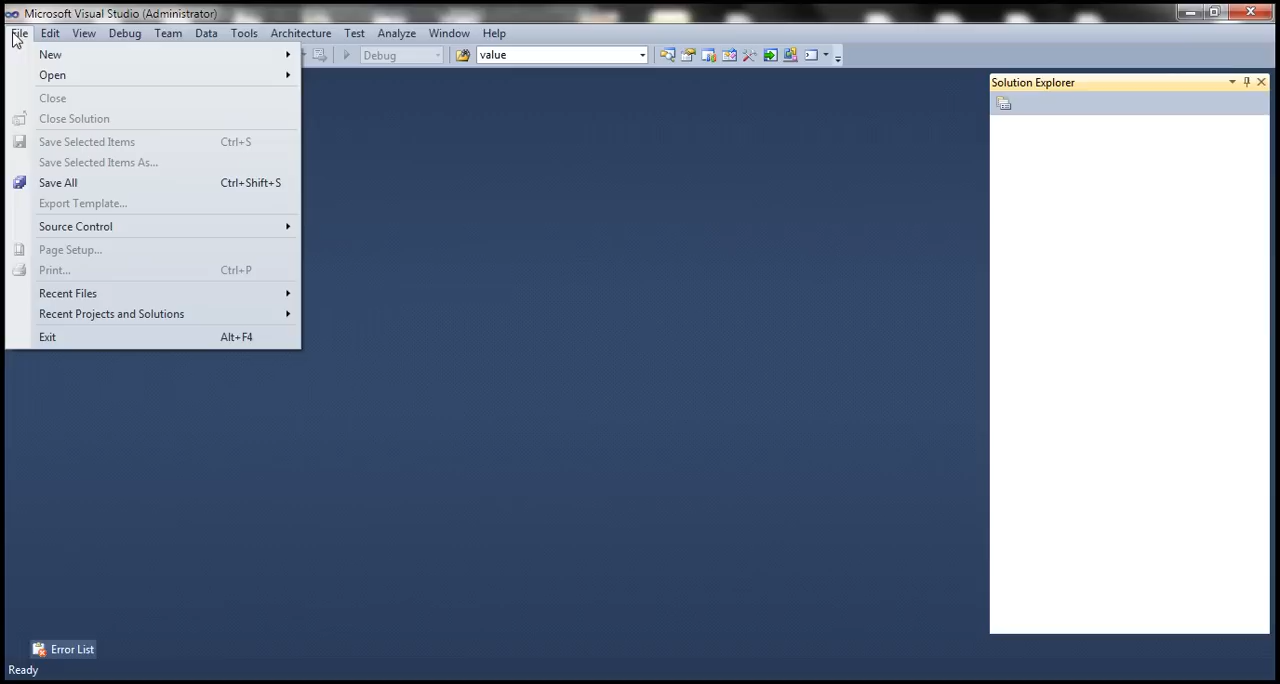 Microsoft Visual Studio (Administrator)
File Edit View Debug Team Data Tools Architecture Test Analyze Window Help
Debug value
New
Open
Close
Close Solution
Save Selected Items Ctrl+S
Save Selected Items As...
Save All Ctrl+Shift+S
Export Template...
Source Control
Page Setup...
Print... Ctrl+P
Recent Files
Recent Projects and Solutions
Exit Alt+F4
Solution Explorer
Error List
Ready